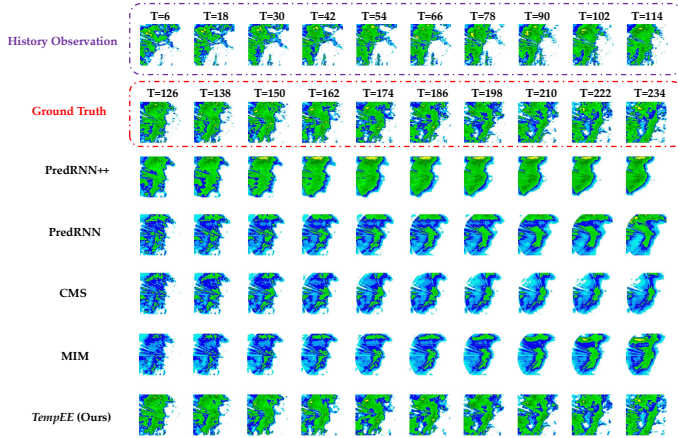 T=6 T=18 T=30 T=42 T=54 T=66 T=78 T=90 T=102 T=114
History Observation
T=126 T=138 T=150 T=162 T=174 T=186 T=198 T=210 T=222 T=234
Ground Truth
PredRNN++
PredRNN
CMS
MIM
TempEE (Ours)